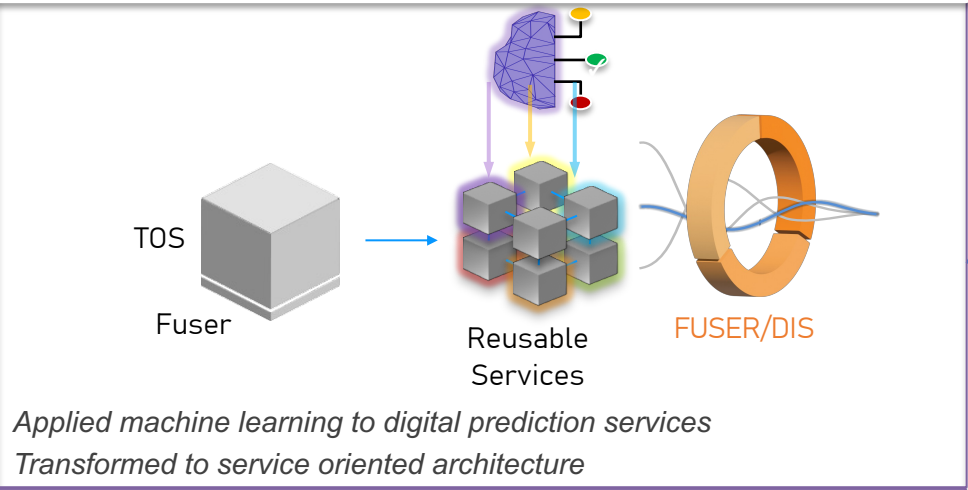 TOS
Fuser
Reusable
Services
FUSER/DIS
Applied machine learning to digital prediction services
Transformed to service oriented architecture